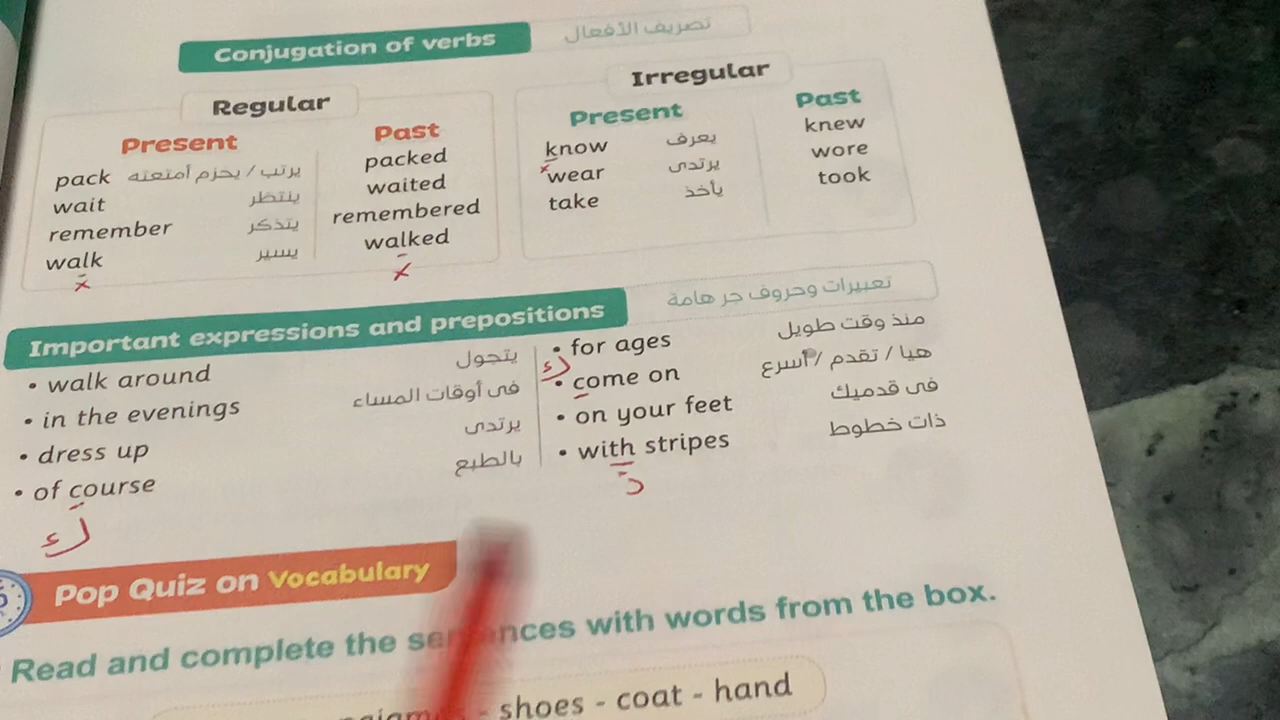 Conjugation of verbs تصريف الأفعال
Regular
Present Past
pack يرتب / يحزم أمتعته packed
wait ينتظر waited
remember يتذكر remembered
walk يسير walked
x x
Irregular
Present Past
know يعرف knew
x wear يرتدى wore
take يأخذ took
Important expressions and prepositions تعبيرات وحروف جر هامة
• walk around يتجول
• in the evenings فى أوقات المساء
• dress up يرتدى
• of course بالطبع
ك
• for ages منذ وقت طويل
ك
• come on هيا / تقدم / أسرع
• on your feet فى قدميك
• with stripes ذات خطوط
ذ
Pop Quiz on Vocabulary
Read and complete the sentences with words from the box.
- shoes - coat - hand